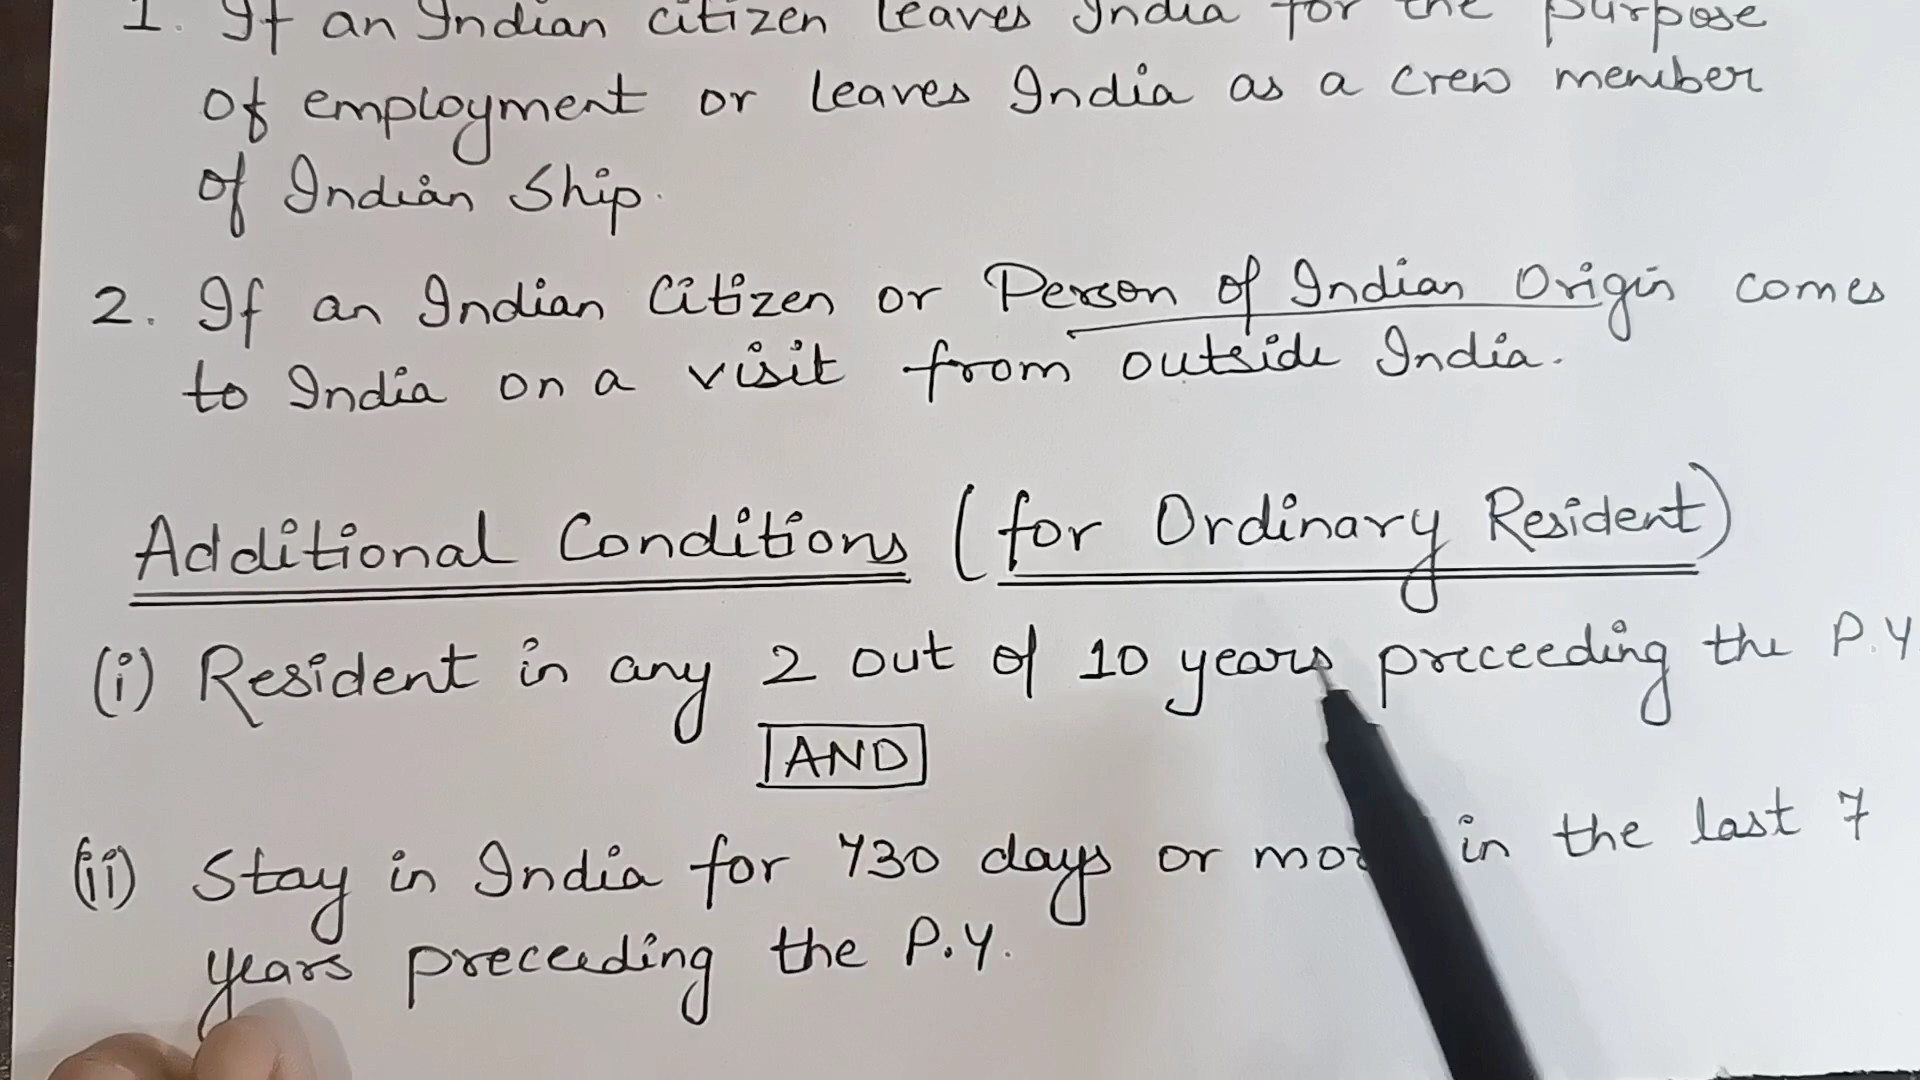 1. If an Indian citizen leaves India for the purpose
of employment or leaves India as a crew member
of Indian Ship.
2. If an Indian Citizen or Person of Indian Origin comes
to India on a visit from outside India.
Additional Conditions (for Ordinary Resident)
(i) Resident in any 2 out of 10 years preceeding the P.Y
AND
(ii) Stay in India for 730 days or more in the last 7
years preceeding the P.Y.